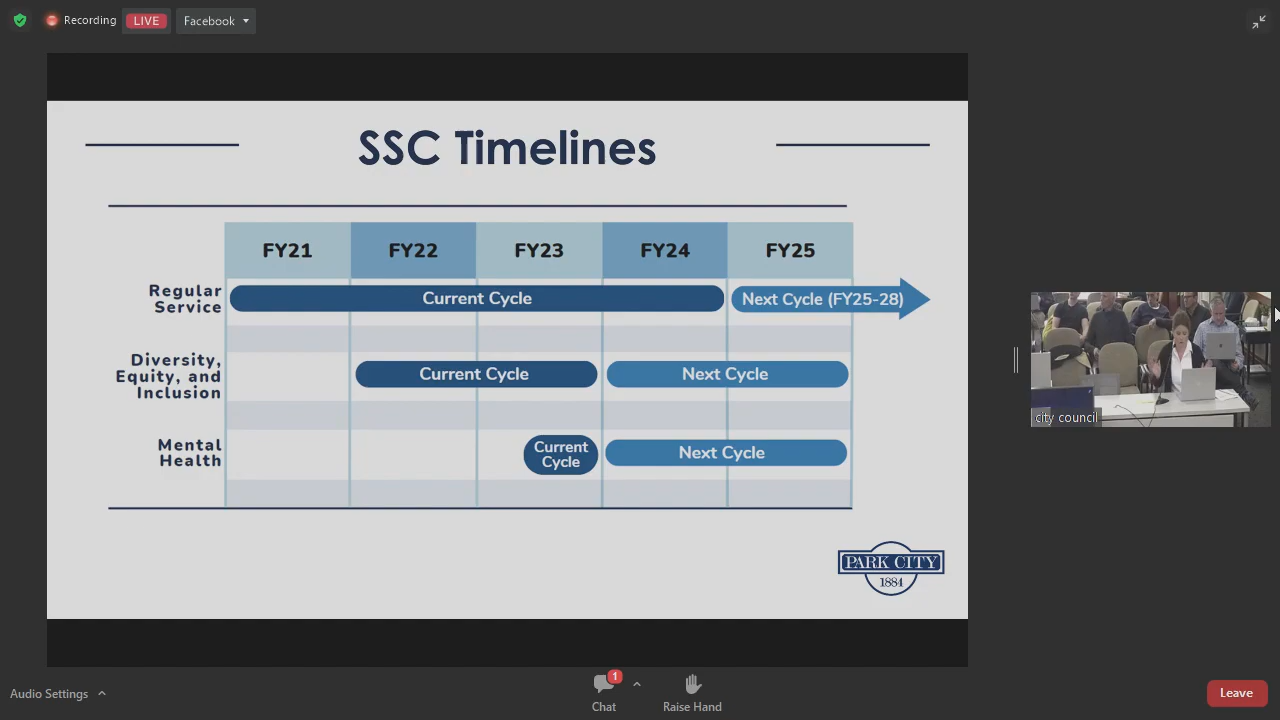 Recording
LIVE
Facebook
SSC Timelines
FY21
FY22
FY23
FY24
FY25
Regular
Service
Current Cycle
Next Cycle (FY25-28)
Diversity,
Equity, and
Inclusion
Current Cycle
Next Cycle
Mental
Health
Current
Cycle
Next Cycle
PARK CITY
1884
city council
Audio Settings
1
Chat
Raise Hand
Leave